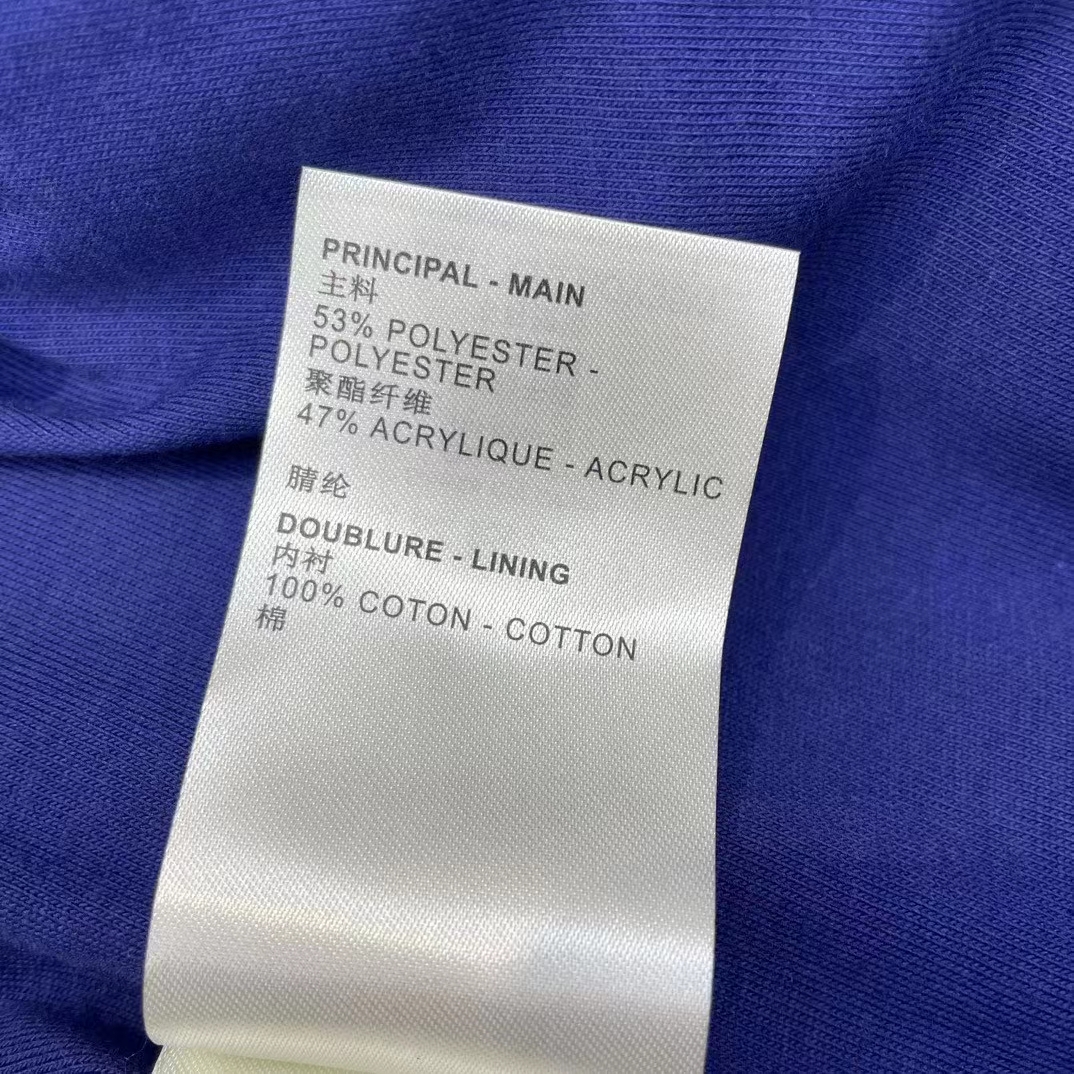 PRINCIPAL - MAIN
主料
53% POLYESTER -
POLYESTER
聚酯纤维
47% ACRYLIQUE - ACRYLIC
腈纶
DOUBLURE - LINING
内衬
100% COTON - COTTON
棉